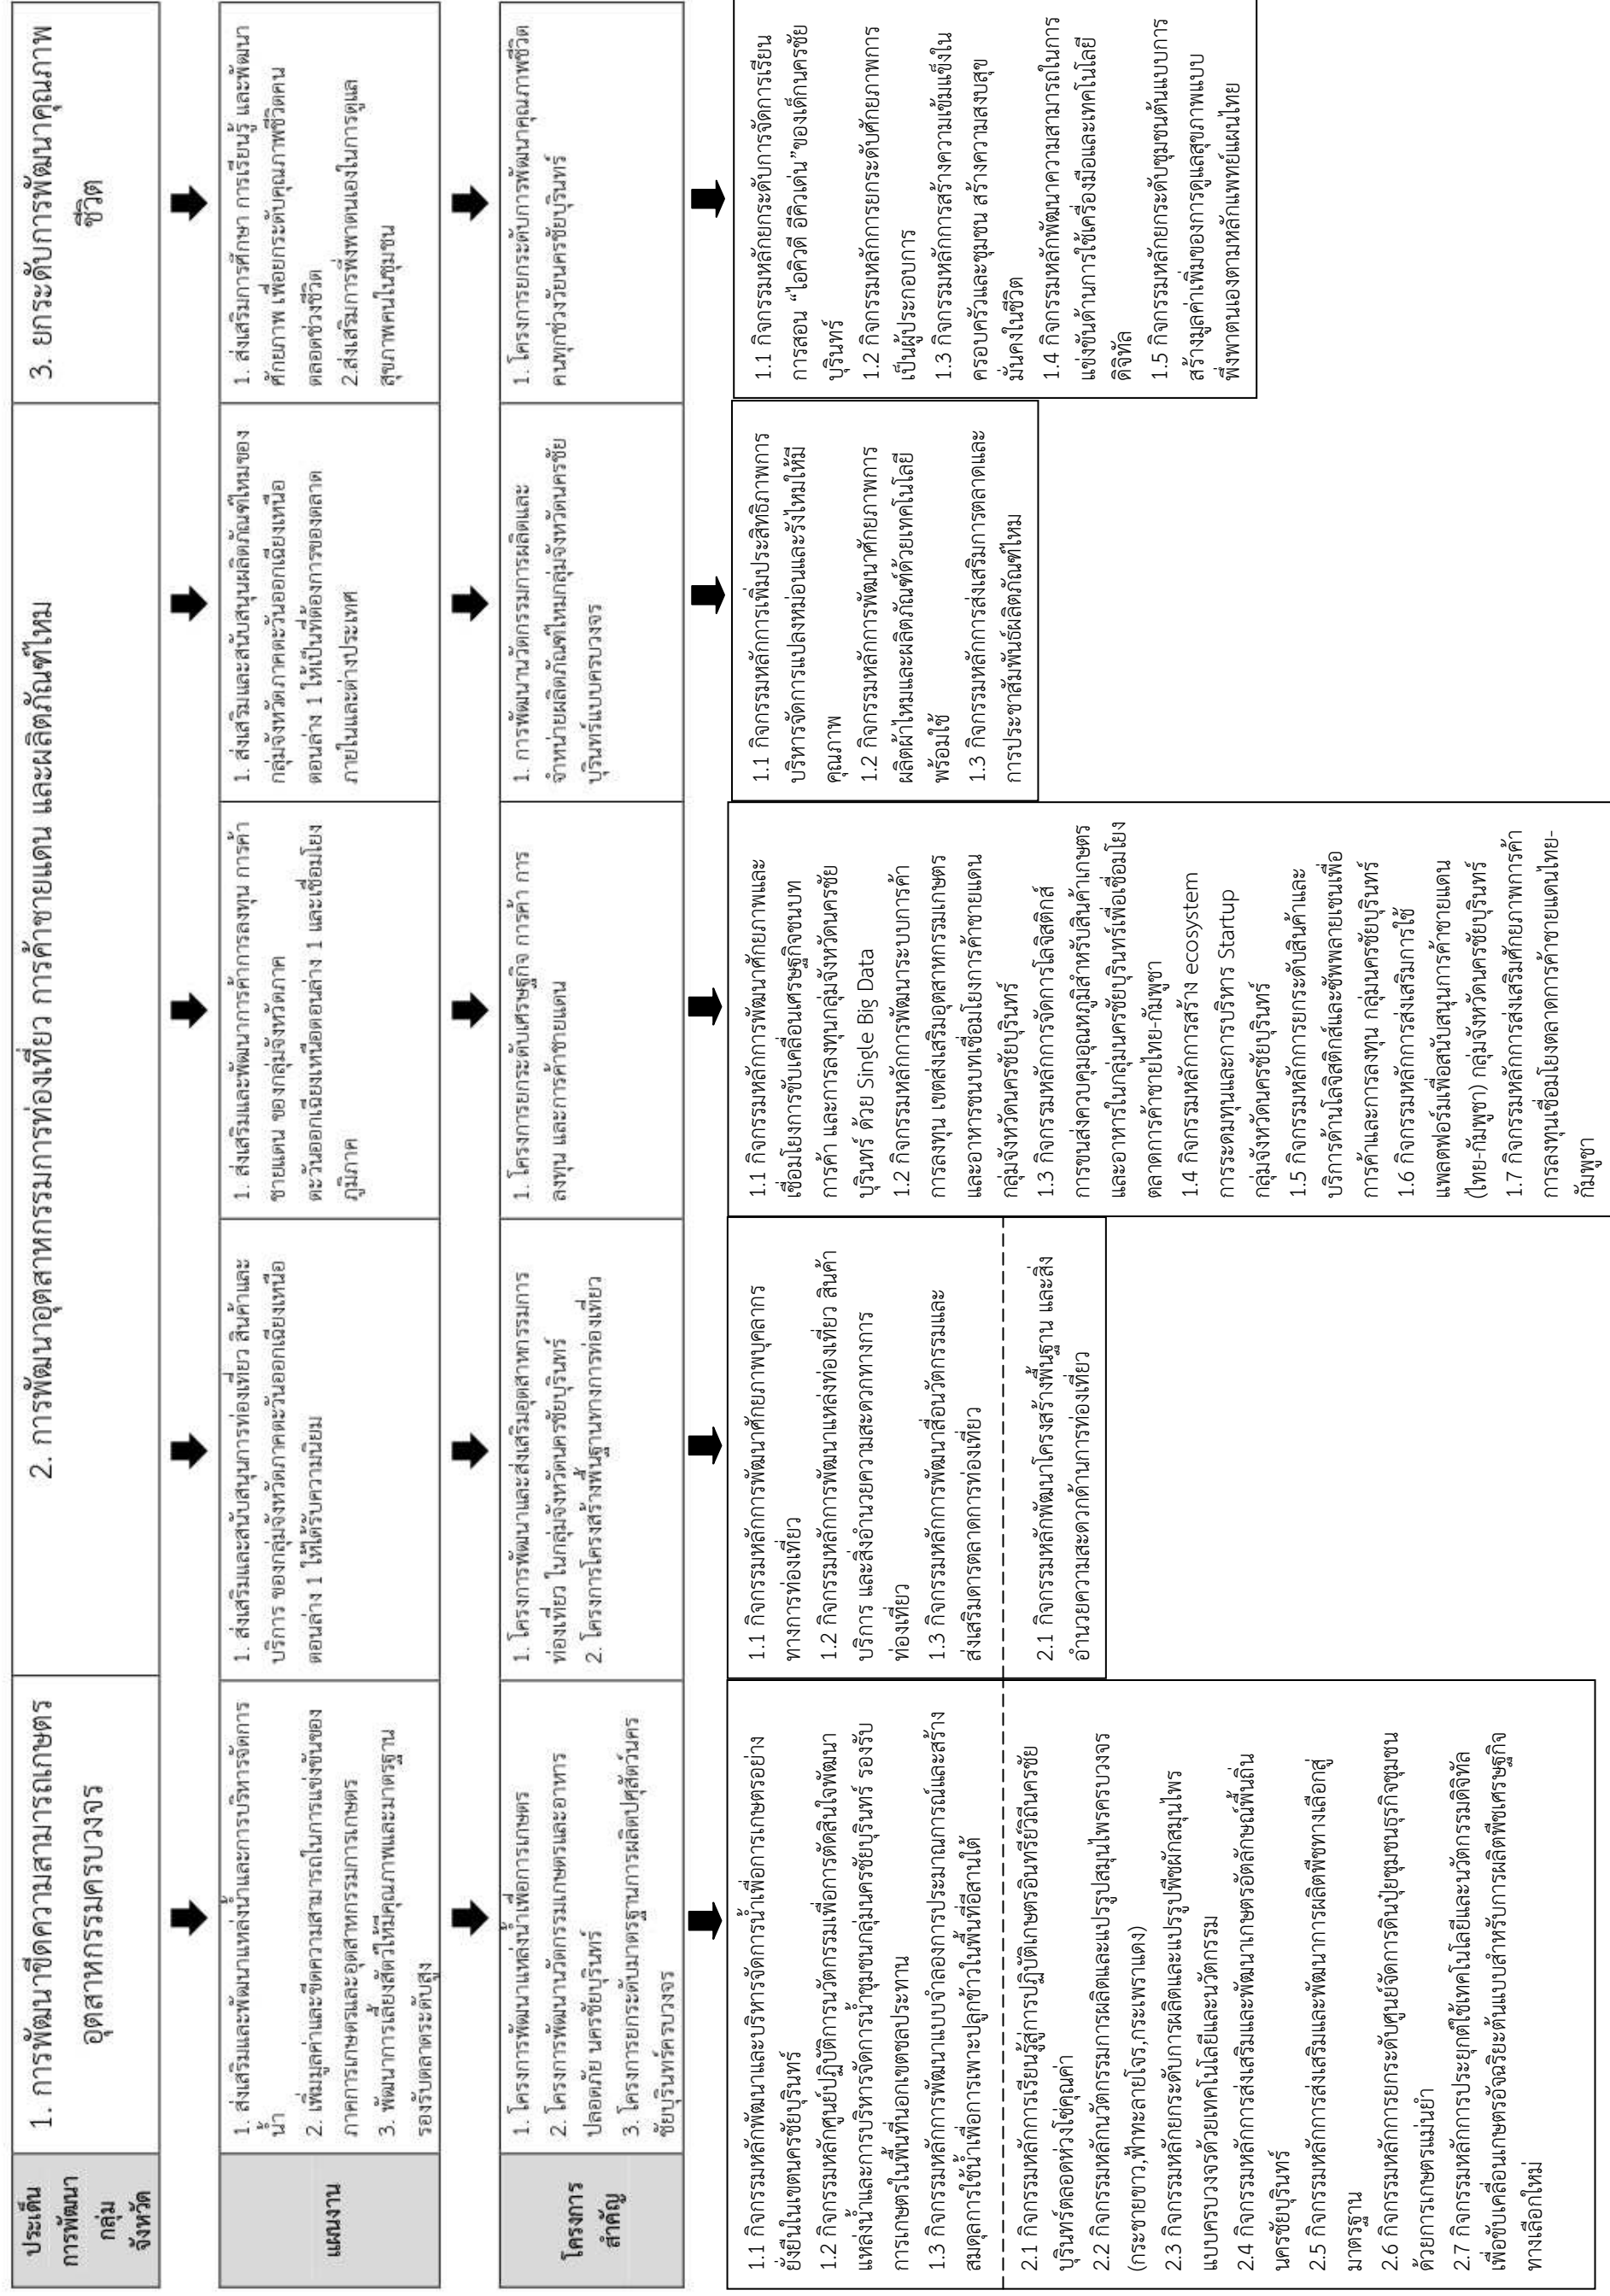 ประเด็น
การพัฒนา
กลุ่ม
จังหวัด
1. การพัฒนาขีดความสามารถเกษตร
อุตสาหกรรมครบวงจร
2. การพัฒนาอุตสาหกรรมการท่องเที่ยว การค้าชายแดน และผลิตภัณฑ์ไหม
3. ยกระดับการพัฒนาคุณภาพ
ชีวิต
แผนงาน
1. ส่งเสริมและพัฒนาแหล่งน้ำและการบริหารจัดการ
น้ำ
2. เพิ่มมูลค่าและขีดความสามารถในการแข่งขันของ
ภาคการเกษตรและอุตสาหกรรมการเกษตร
3. พัฒนาการเลี้ยงสัตว์ให้มีคุณภาพและมาตรฐาน
รองรับตลาดระดับสูง
1. ส่งเสริมและสนับสนุนการท่องเที่ยว สินค้าและ
บริการ ของกลุ่มจังหวัดภาคตะวันออกเฉียงเหนือ
ตอนล่าง 1 ให้ได้รับความนิยม
1. ส่งเสริมและพัฒนาการค้าการลงทุน การค้า
ชายแดน ของกลุ่มจังหวัดภาค
ตะวันออกเฉียงเหนือตอนล่าง 1 และเชื่อมโยง
ภูมิภาค
1. ส่งเสริมและสนับสนุนผลิตภัณฑ์ไหมของ
กลุ่มจังหวัดภาคตะวันออกเฉียงเหนือ
ตอนล่าง 1 ให้เป็นที่ต้องการของตลาด
ภายในและต่างประเทศ
1. ส่งเสริมการศึกษา การเรียนรู้ และพัฒนา
ศักยภาพ เพื่อยกระดับคุณภาพชีวิตคน
ตลอดช่วงชีวิต
2.ส่งเสริมการพึ่งพาตนเองในการดูแล
สุขภาพคนในชุมชน
โครงการ
สำคัญ
1. โครงการพัฒนาแหล่งน้ำเพื่อการเกษตร
2. โครงการพัฒนานวัตกรรมเกษตรและอาหาร
ปลอดภัย นครชัยบุรินทร์
3. โครงการยกระดับมาตรฐานการผลิตปศุสัตว์นคร
ชัยบุรินทร์ครบวงจร
1. โครงการพัฒนาและส่งเสริมอุตสาหกรรมการ
ท่องเที่ยว ในกลุ่มจังหวัดนครชัยบุรินทร์
2. โครงการโครงสร้างพื้นฐานทางการท่องเที่ยว
1. โครงการยกระดับเศรษฐกิจ การค้า การ
ลงทุน และการค้าชายแดน
1. การพัฒนานวัตกรรมการผลิตและ
จำหน่ายผลิตภัณฑ์ไหมกลุ่มจังหวัดนครชัย
บุรินทร์แบบครบวงจร
1. โครงการยกระดับการพัฒนาคุณภาพชีวิต
คนทุกช่วงวัยนครชัยบุรินทร์
1.1 กิจกรรมหลักพัฒนาและบริหารจัดการน้ำเพื่อการเกษตรอย่าง
ยั่งยืนในเขตนครชัยบุรินทร์
1.2 กิจกรรมหลักศูนย์ปฏิบัติการนวัตกรรมเพื่อการตัดสินใจพัฒนา
แหล่งน้ำและการบริหารจัดการน้ำชุมชนกลุ่มนครชัยบุรินทร์ รองรับ
การเกษตรในพื้นที่นอกเขตชลประทาน
1.3 กิจกรรมหลักการพัฒนาแบบจำลองการประมาณการณ์และสร้าง
สมดุลการใช้น้ำเพื่อการเพาะปลูกข้าวในพื้นที่อีสานใต้
2.1 กิจกรรมหลักการเรียนรู้สู่การปฏิบัติเกษตรอินทรีย์วิถีนครชัย
บุรินทร์ตลอดห่วงโซ่คุณค่า
2.2 กิจกรรมหลักนวัตกรรมการผลิตและแปรรูปสมุนไพรครบวงจร
(กระชายขาว,ฟ้าทะลายโจร,กระเพราแดง)
2.3 กิจกรรมหลักยกระดับการผลิตและแปรรูปพืชผักสมุนไพร
แบบครบวงจรด้วยเทคโนโลยีและนวัตกรรม
2.4 กิจกรรมหลักการส่งเสริมและพัฒนาเกษตรอัตลักษณ์พื้นถิ่น
นครชัยบุรินทร์
2.5 กิจกรรมหลักการส่งเสริมและพัฒนาการผลิตพืชทางเลือกสู่
มาตรฐาน
2.6 กิจกรรมหลักการยกระดับศูนย์จัดการดินปุ๋ยชุมชนธุรกิจชุมชน
ด้วยการเกษตรแม่นยำ
2.7 กิจกรรมหลักการประยุกต์ใช้เทคโนโลยีและนวัตกรรมดิจิทัล
เพื่อขับเคลื่อนเกษตรอัจฉริยะต้นแบบสำหรับการผลิตพืชเศรษฐกิจ
ทางเลือกใหม่
1.1 กิจกรรมหลักการพัฒนาศักยภาพบุคลากร
ทางการท่องเที่ยว
1.2 กิจกรรมหลักการพัฒนาแหล่งท่องเที่ยว สินค้า
บริการ และสิ่งอำนวยความสะดวกทางการ
ท่องเที่ยว
1.3 กิจกรรมหลักการพัฒนาสื่อนวัตกรรมและ
ส่งเสริมดารตลาดการท่องเที่ยว
2.1 กิจกรรมหลักพัฒนาโครงสร้างพื้นฐาน และสิ่ง
อำนวยความสะดวกด้านการท่องเที่ยว
1.1 กิจกรรมหลักการพัฒนาศักยภาพและ
เชื่อมโยงการขับเคลื่อนเศรษฐกิจชนบท
การค้า และการลงทุนกลุ่มจังหวัดนครชัย
บุรินทร์ ด้วย Single Big Data
1.2 กิจกรรมหลักการพัฒนาระบบการค้า
การลงทุน เขตส่งเสริมอุตสาหกรรมเกษตร
และอาหารชนบทเชื่อมโยงการค้าชายแดน
กลุ่มจังหวัดนครชัยบุรินทร์
1.3 กิจกรรมหลักการจัดการโลจิสติกส์
การขนส่งควบคุมอุณหภูมิสำหรับสินค้าเกษตร
และอาหารในกลุ่มนครชัยบุรินทร์เพื่อเชื่อมโยง
ตลาดการค้าชายไทย-กัมพูชา
1.4 กิจกรรมหลักการสร้าง ecosystem
การระดมทุนและการบริหาร Startup
กลุ่มจังหวัดนครชัยบุรินทร์
1.5 กิจกรรมหลักการยกระดับสินค้าและ
บริการด้านโลจิสติกส์และซัพพลายเชนเพื่อ
การค้าและการลงทุน กลุ่มนครชัยบุรินทร์
1.6 กิจกรรมหลักการส่งเสริมการใช้
แพลตฟอร์มเพื่อสนับสนุนการค้าชายแดน
(ไทย-กัมพูชา) กลุ่มจังหวัดนครชัยบุรินทร์
1.7 กิจกรรมหลักการส่งเสริมศักยภาพการค้า
การลงทุนเชื่อมโยงตลาดการค้าชายแดนไทย-
กัมพูชา
1.1 กิจกรรมหลักการเพิ่มประสิทธิภาพการ
บริหารจัดการแปลงหม่อนและรังไหมให้มี
คุณภาพ
1.2 กิจกรรมหลักการพัฒนาศักยภาพการ
ผลิตผ้าไหมและผลิตภัณฑ์ด้วยเทคโนโลยี
พร้อมใช้
1.3 กิจกรรมหลักการส่งเสริมการตลาดและ
การประชาสัมพันธ์ผลิตภัณฑ์ไหม
1.1 กิจกรรมหลักยกระดับการจัดการเรียน
การสอน “ไอคิวดี อีคิวเด่น”ของเด็กนครชัย
บุรินทร์
1.2 กิจกรรมหลักการยกระดับศักยภาพการ
เป็นผู้ประกอบการ
1.3 กิจกรรมหลักการสร้างความเข้มแข็งใน
ครอบครัวและชุมชน สร้างความสงบสุข
มั่นคงในชีวิต
1.4 กิจกรรมหลักพัฒนาความสามารถในการ
แข่งขันด้านการใช้เครื่องมือและเทคโนโลยี
ดิจิทัล
1.5 กิจกรรมหลักยกระดับชุมชนต้นแบบการ
สร้างมูลค่าเพิ่มของการดูแลสุขภาพแบบ
พึ่งพาตนเองตามหลักแพทย์แผนไทย